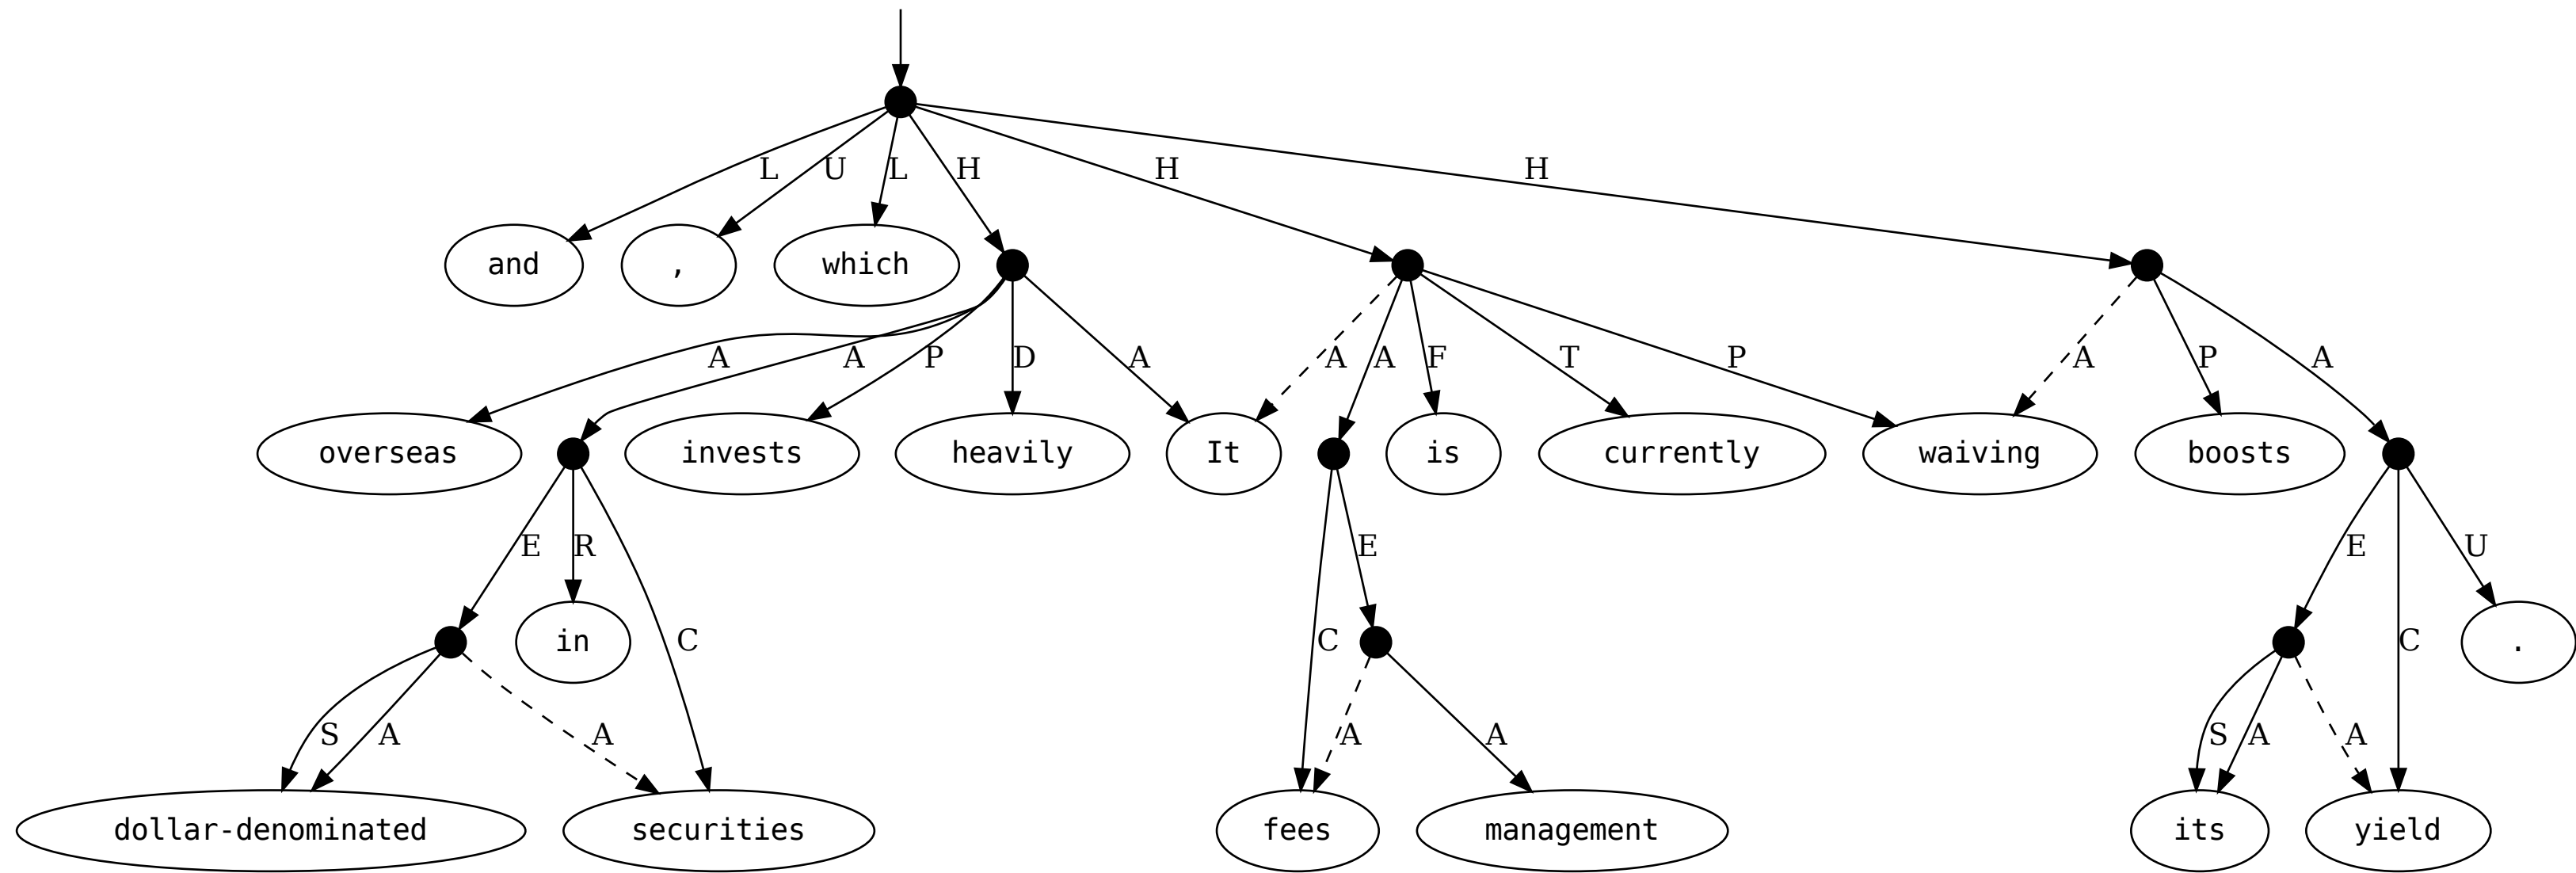 L U L H H H
and , which
A A P D A A A F T P A P A
overseas invests heavily It is currently waiving boosts
E R C C E E C U
in .
S A A A A S A A
dollar-denominated securities fees management its yield